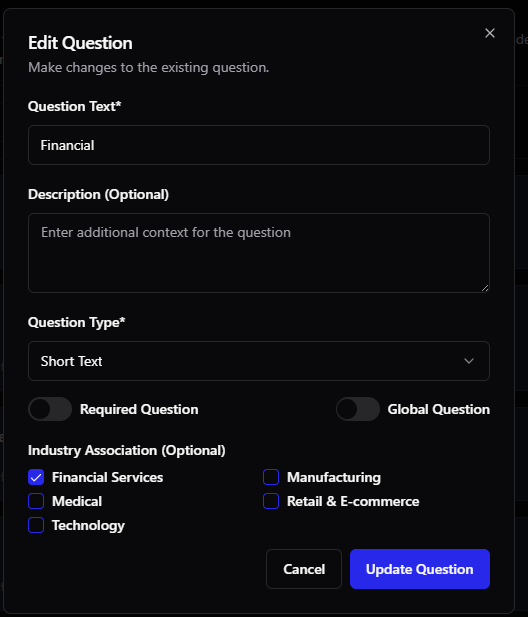 Edit Question
Make changes to the existing question.
Question Text*
Financial
Description (Optional)
Enter additional context for the question
Question Type*
Short Text
Required Question
Global Question
Industry Association (Optional)
Financial Services
Manufacturing
Medical
Retail & E-commerce
Technology
Cancel
Update Question